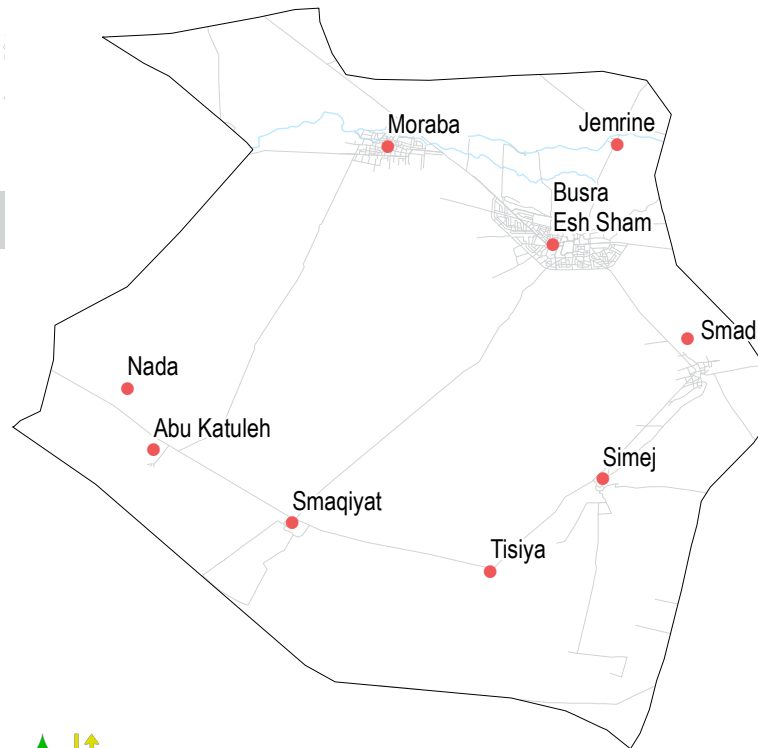 Moraba
Jemrine
Busra
Esh Sham
Smad
Nada
Abu Katuleh
Simej
Smaqiyat
Tisiya